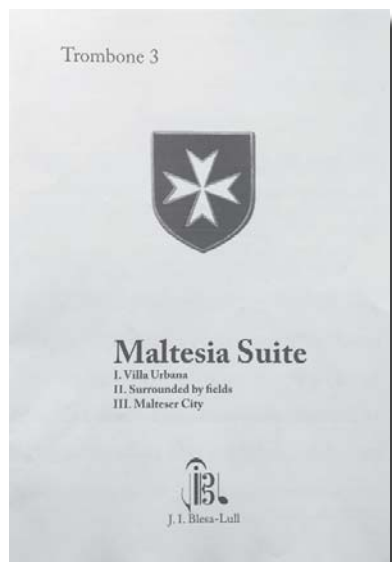 Trombone 3
Maltesia Suite
I. Villa Urbana
II. Surrounded by fields
III. Malteser City
J. I. Blesa-Lull